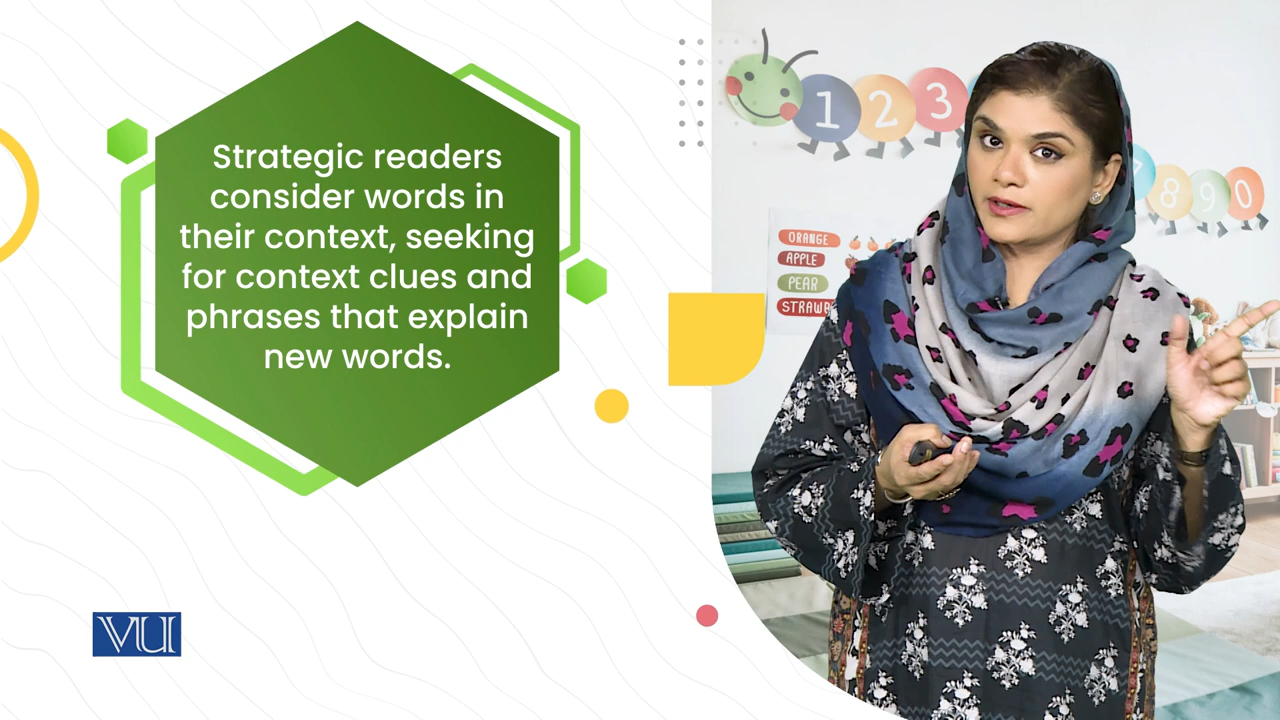 Strategic readers
consider words in
their context, seeking
for context clues and
phrases that explain
new words.
VU
1 2 3
7 8 9 0
ORANGE
APPLE
PEAR